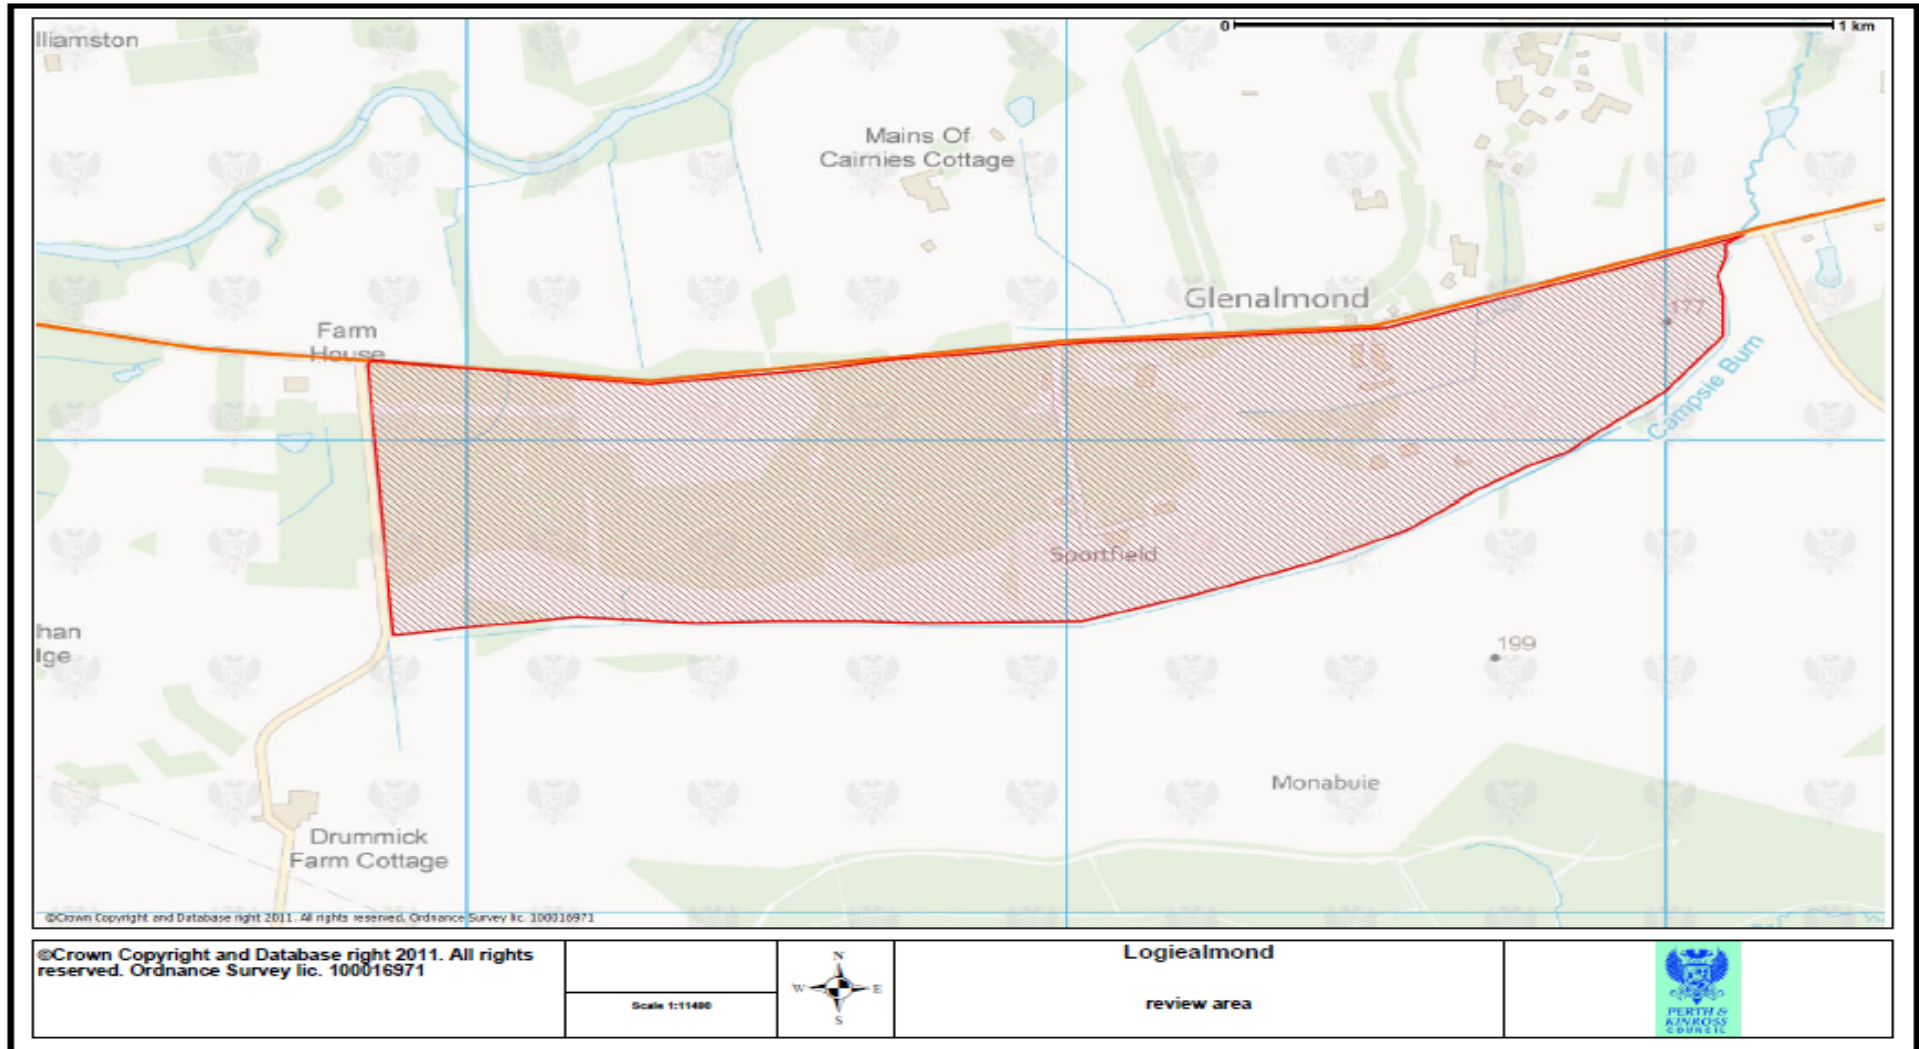 lliamston
0
1 km
Mains Of
Cairnies Cottage
Glenalmond
Farm
House
177
Campsie Burn
Sportfield
han
lge
199
Monabuie
Drummick
Farm Cottage
©Crown Copyright and Database right 2011. All rights reserved. Ordnance Survey lic. 100016971
©Crown Copyright and Database right 2011. All rights
reserved. Ordnance Survey lic. 100016971
Scale 1:11480
N
W
E
S
Logiealmond
review area
PERTH &
KINROSS
COUNCIL